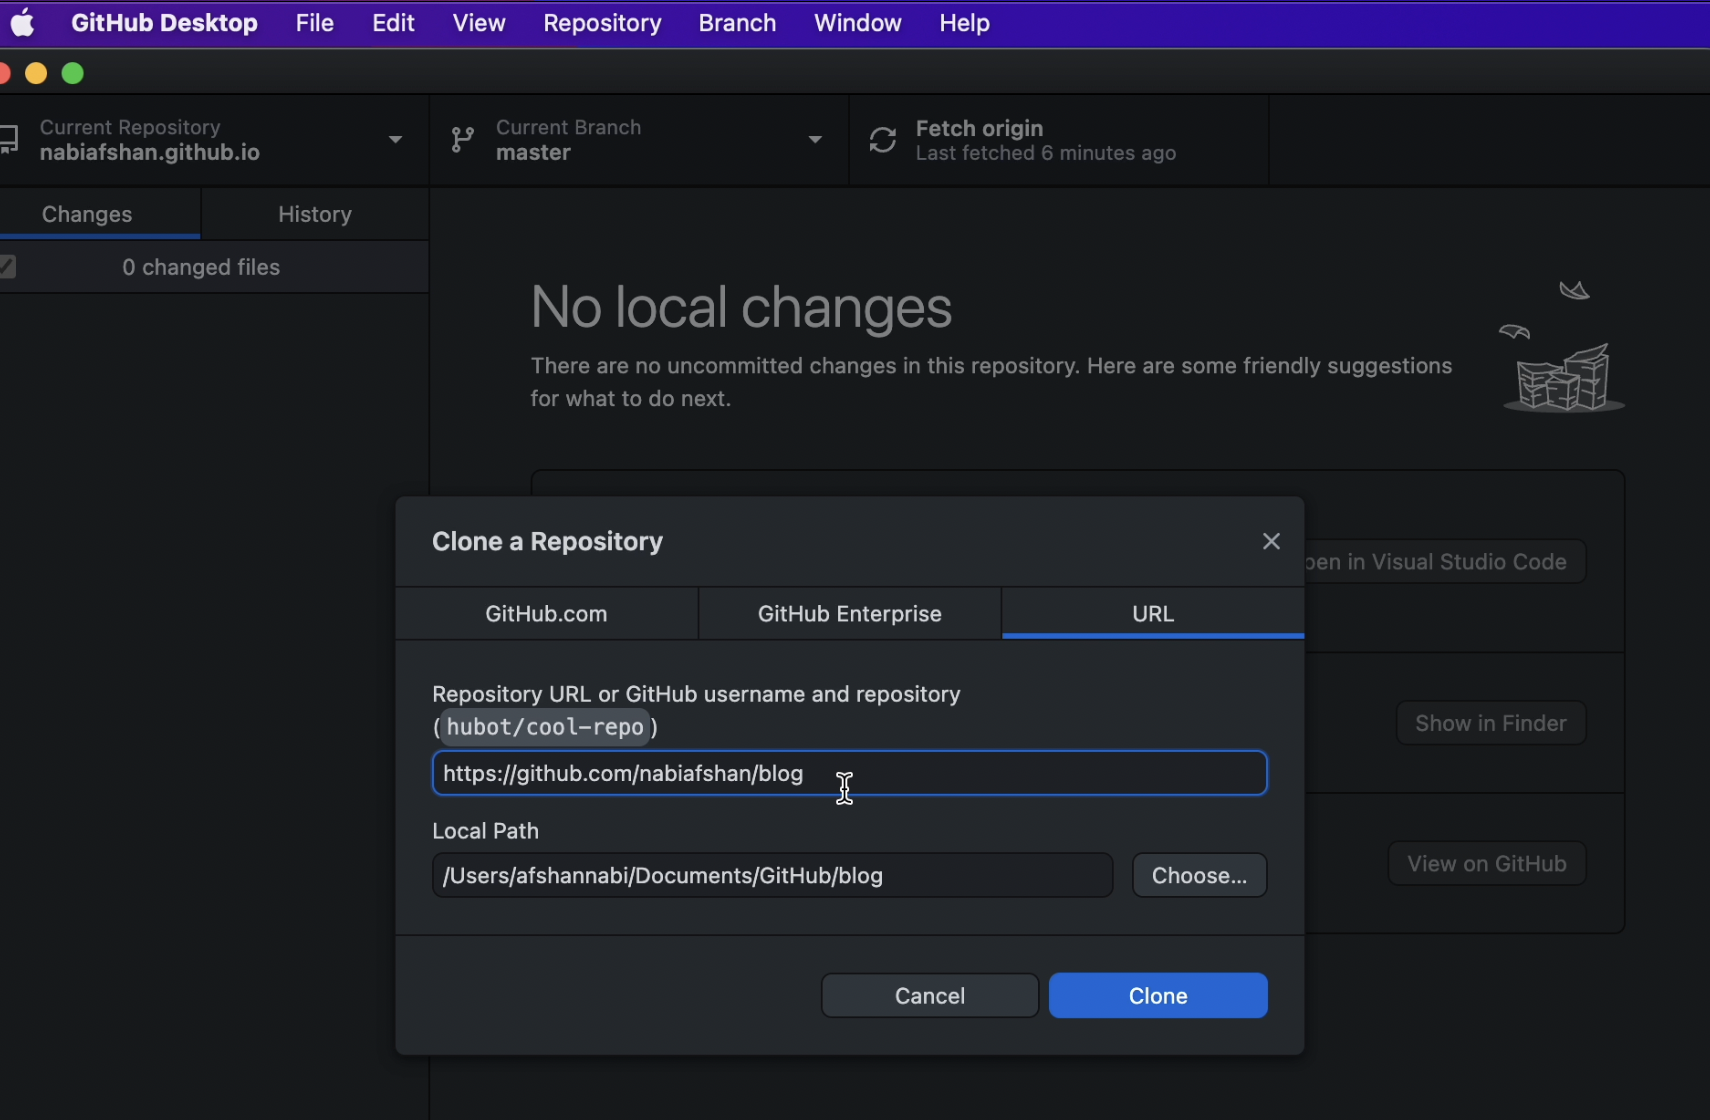 GitHub Desktop File Edit View Repository Branch Window Help
Current Repository
nabiafshan.github.io
Current Branch
master
Fetch origin
Last fetched 6 minutes ago
Changes History
0 changed files
No local changes
There are no uncommitted changes in this repository. Here are some friendly suggestions
for what to do next.
Clone a Repository
pen in Visual Studio Code
GitHub.com GitHub Enterprise URL
Repository URL or GitHub username and repository
(hubot/cool-repo)
Show in Finder
https://github.com/nabiafshan/blog
Local Path
/Users/afshannabi/Documents/GitHub/blog Choose...
View on GitHub
Cancel Clone